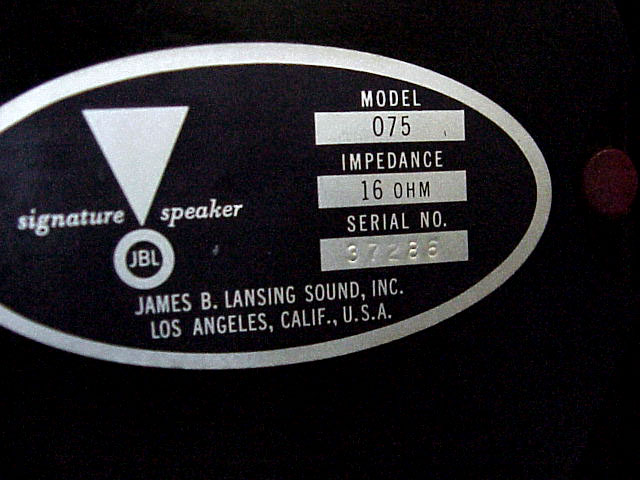 signature speaker
JBL
MODEL
075
IMPEDANCE
16 OHM
SERIAL NO.
37286
JAMES B. LANSING SOUND, INC.
LOS ANGELES, CALIF., U.S.A.